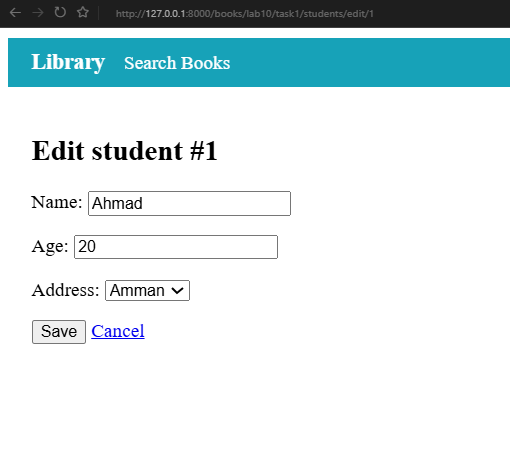 http://127.0.0.1:8000/books/lab10/task1/students/edit/1
Library Search Books
Edit student #1
Name: Ahmad
Age: 20
Address: Amman
Save Cancel